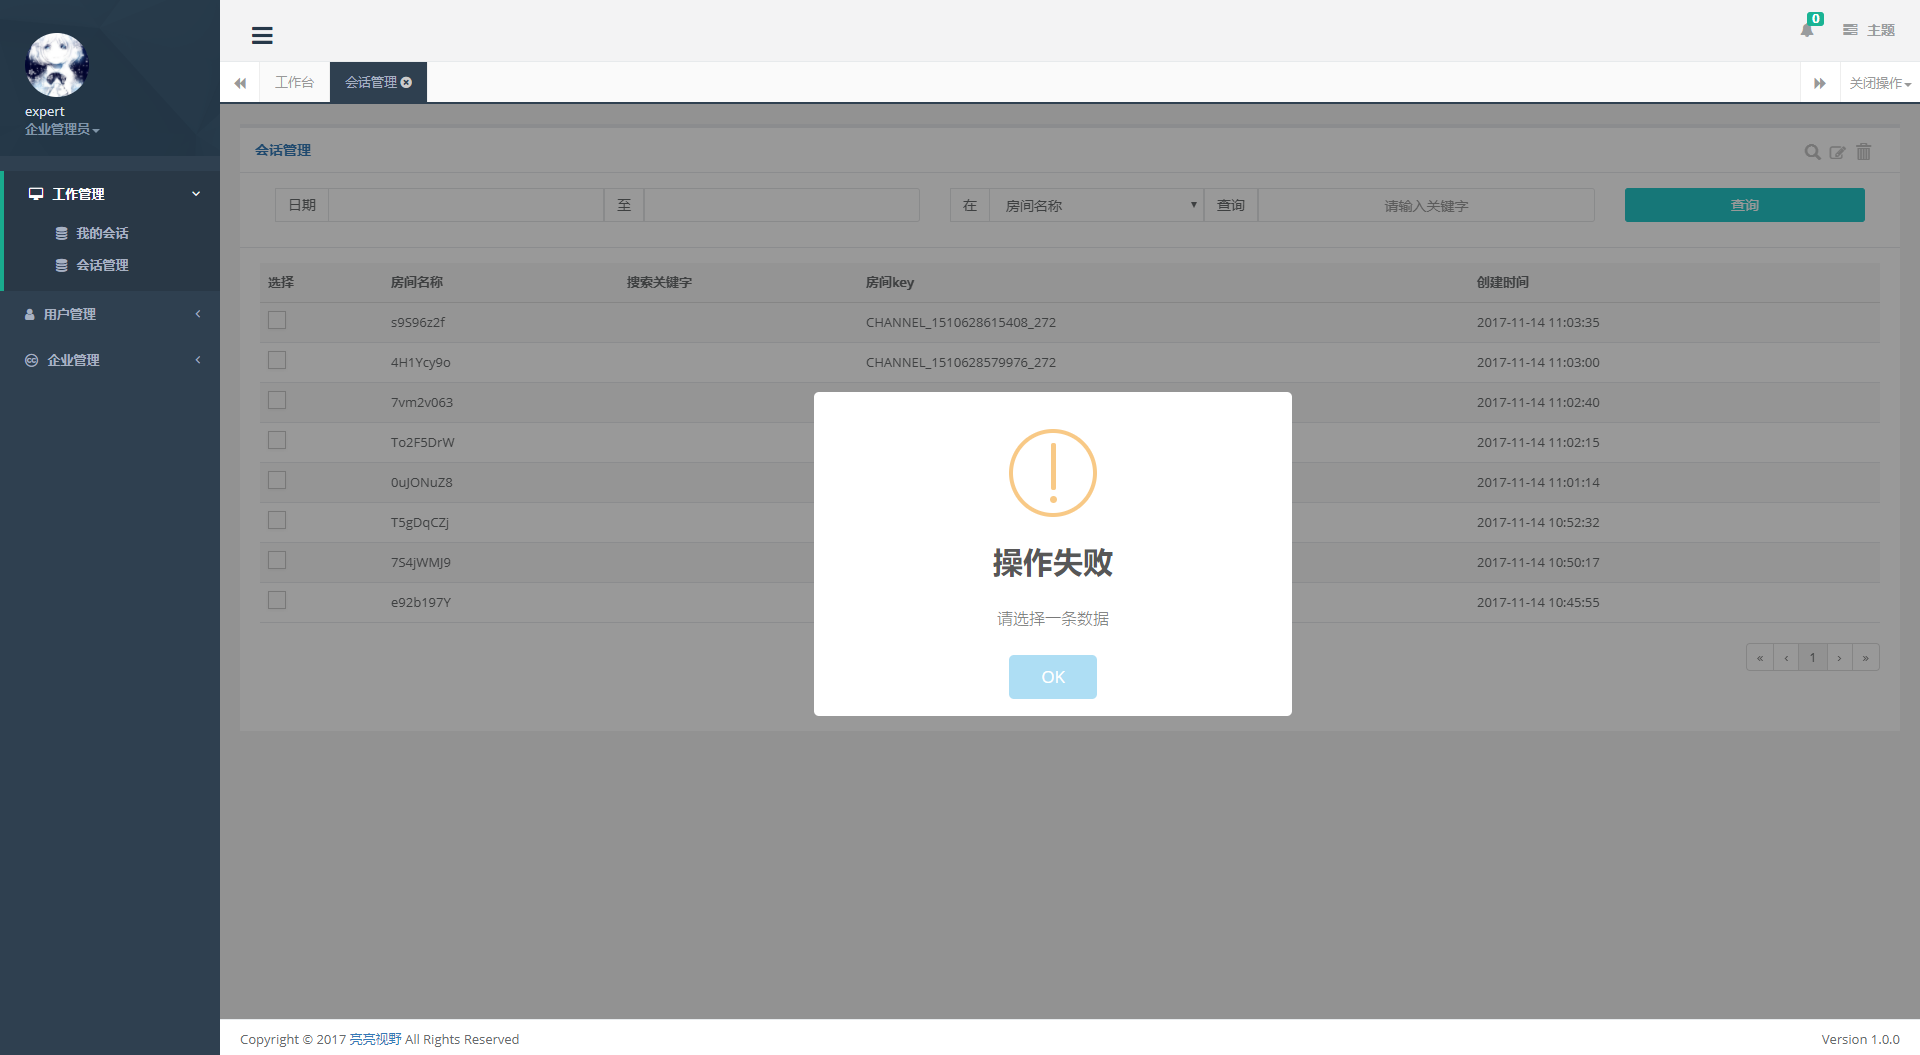 expert
企业管理员
工作管理
我的会话
会话管理
用户管理
企业管理
0
主题
工作台
会话管理
关闭操作
会话管理
日期
至
在
房间名称
查询
请输入关键字
查询
选择 房间名称 搜索关键字 房间key 创建时间
s9S96z2f CHANNEL_1510628615408_272 2017-11-14 11:03:35
4H1Ycy9o CHANNEL_1510628579976_272 2017-11-14 11:03:00
7vm2v063 2017-11-14 11:02:40
To2F5DrW 2017-11-14 11:02:15
0uJONuZ8 2017-11-14 11:01:14
T5gDqCZj 2017-11-14 10:52:32
7S4jWMJ9 2017-11-14 10:50:17
e92b197Y 2017-11-14 10:45:55
« ‹ 1 › »
操作失败
请选择一条数据
OK
Copyright © 2017 亮亮视野 All Rights Reserved
Version 1.0.0